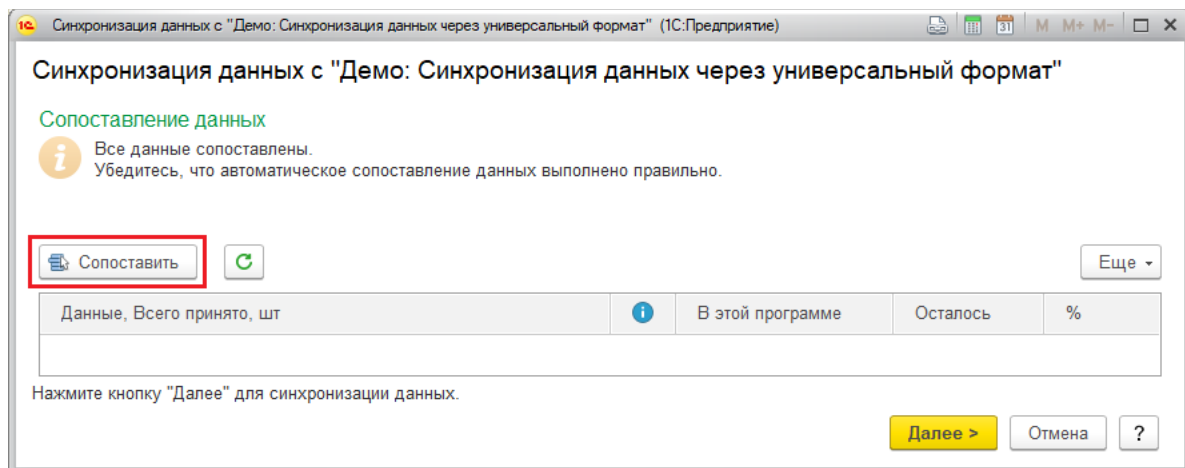 1С Синхронизация данных с "Демо: Синхронизация данных через универсальный формат" (1С:Предприятие) 31 M M+ M-
Синхронизация данных с "Демо: Синхронизация данных через универсальный формат"
Сопоставление данных
Все данные сопоставлены.
Убедитесь, что автоматическое сопоставление данных выполнено правильно.
Сопоставить Еще
Данные, Всего принято, шт i В этой программе Осталось %
Нажмите кнопку "Далее" для синхронизации данных.
Далее > Отмена ?